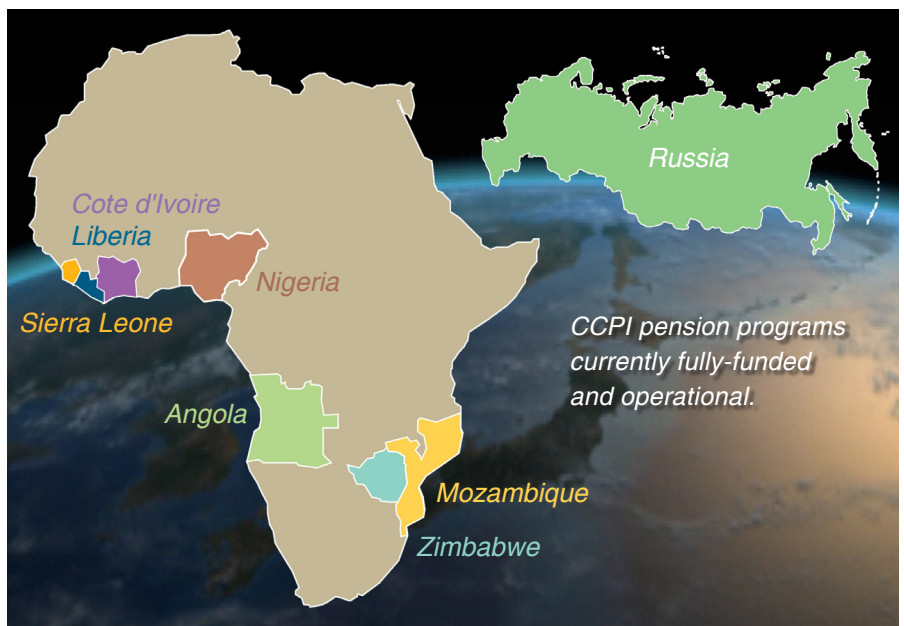 Russia
Cote d'Ivoire
Liberia
Nigeria
Sierra Leone
CCPI pension programs
currently fully-funded
and operational.
Angola
Mozambique
Zimbabwe